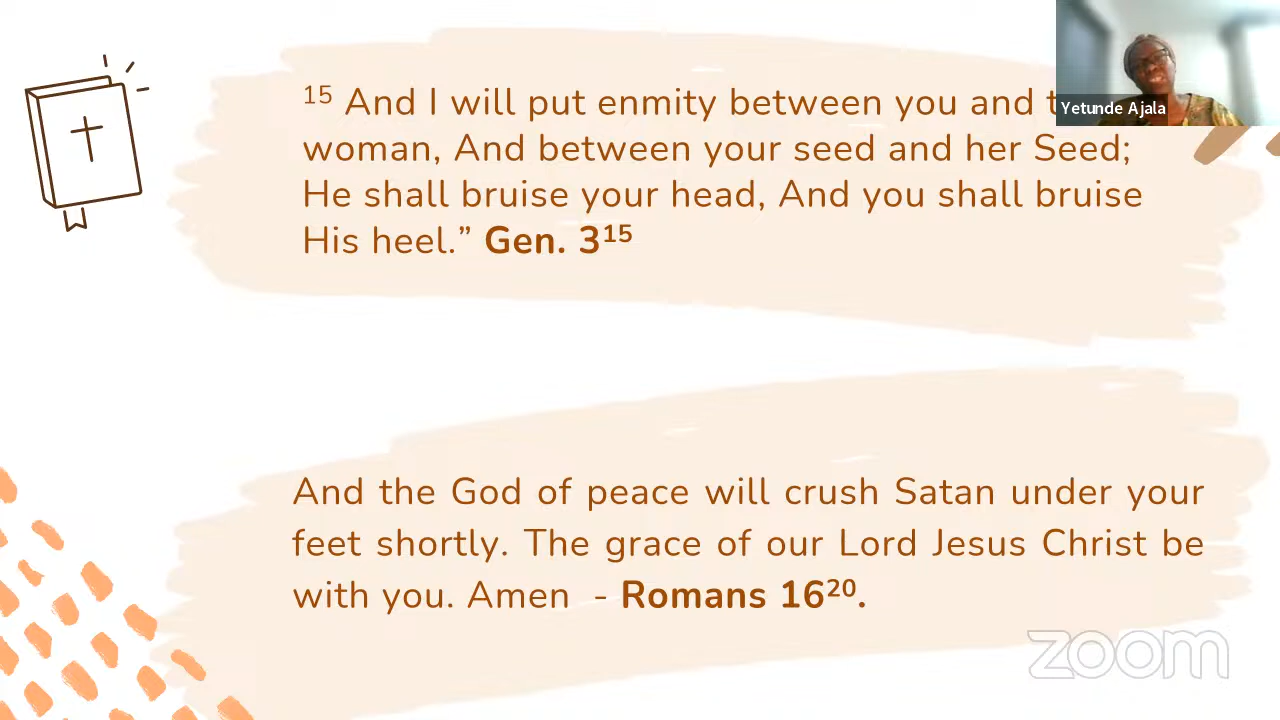 ¹⁵ And I will put enmity between you and
woman, And between your seed and her Seed;
He shall bruise your head, And you shall bruise
His heel.” Gen. 3¹⁵
And the God of peace will crush Satan under your
feet shortly. The grace of our Lord Jesus Christ be
with you. Amen - Romans 16²⁰.
Yetunde Ajala
zoom